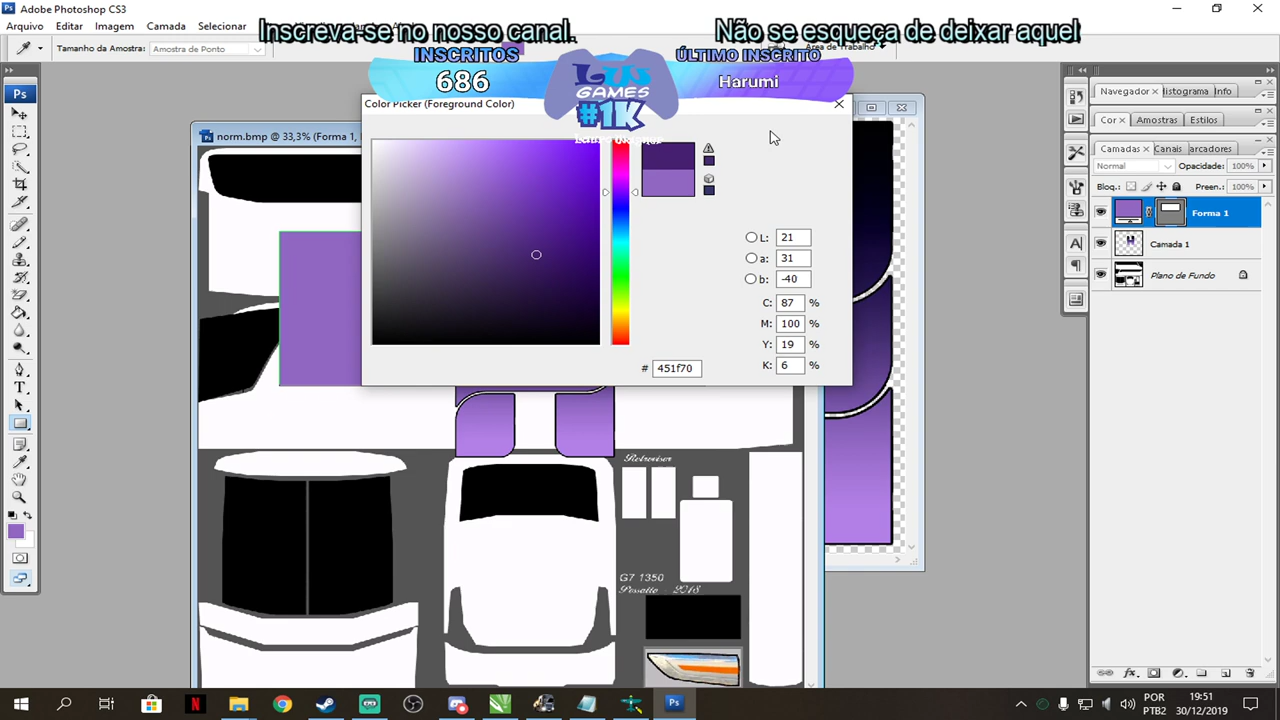 Adobe Photoshop CS3
Arquivo Editar Imagem Camada Selecionar
Inscreva-se no nosso canal. Não se esqueça de deixar aquel
Tamanho da Amostra: Amostra de Ponto
Área de Trabalho
INSCRITOS
686
ÚLTIMO INSCRITO
Harumi
LUS
GAMES
#1K
Color Picker (Foreground Color)
norm.bmp @ 33,3% (Forma 1,
L: 21
a: 31
b: -40
C: 87 %
M: 100 %
Y: 19 %
K: 6 %
# 451f70
Navegador Histograma Info
Cor Amostras Estilos
Camadas Canais arcadores
Normal Opacidade: 100%
Bloq.: Preen.: 100%
Forma 1
Camada 1
Plano de Fundo
G7 1350
Possatto - 2018
POR
PTB2
19:51
30/12/2019